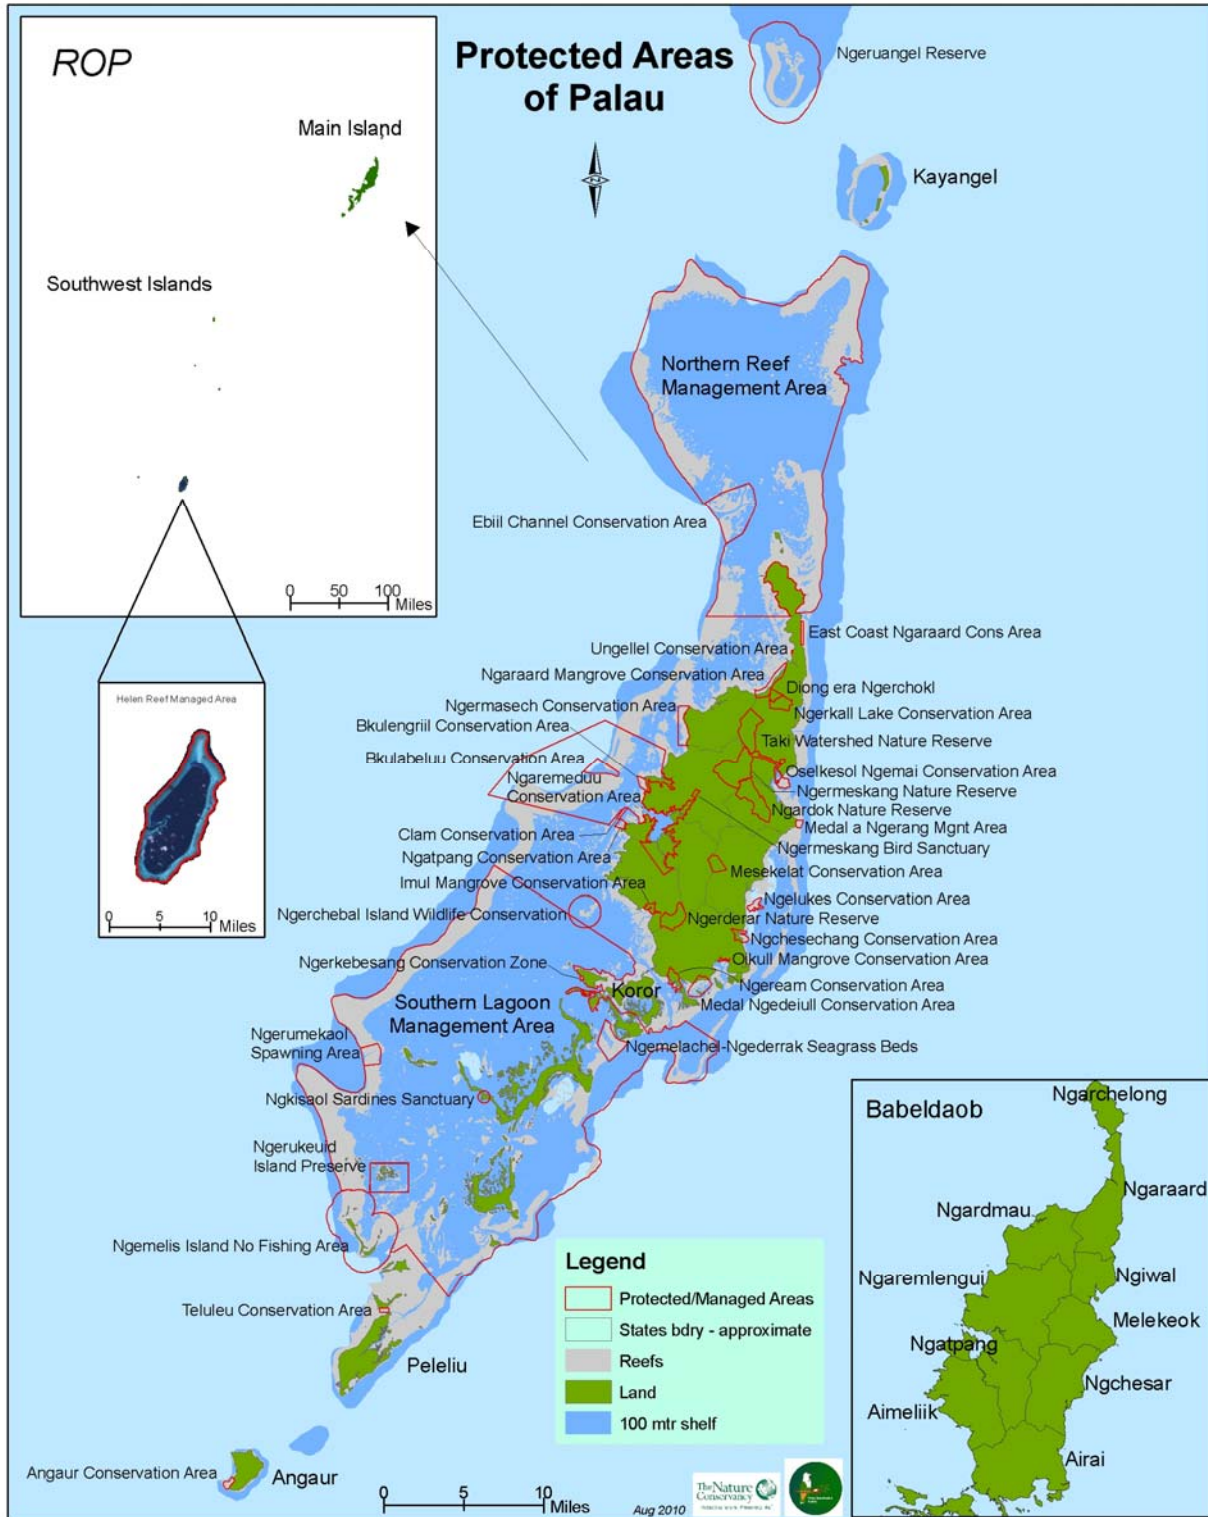 ROP
Main Island
Southwest Islands
0 50 100
Miles
Helen Reef Managed Area
0 5 10
Miles
Protected Areas
of Palau
Ngeruangel Reserve
Kayangel
Northern Reef
Management Area
Ebiil Channel Conservation Area
East Coast Ngaraard Cons Area
Ungellel Conservation Area
Ngaraard Mangrove Conservation Area
Diong era Ngerchokl
Ngermasech Conservation Area
Ngerkall Lake Conservation Area
Bkulengriil Conservation Area
Taki Watershed Nature Reserve
Bkulabeluu Conservation Area
Oselkesol Ngemai Conservation Area
Ngaremeduu
Conservation Area
Ngermeskang Nature Reserve
Ngardok Nature Reserve
Medal a Ngerang Mgnt Area
Clam Conservation Area
Ngermeskang Bird Sanctuary
Ngatpang Conservation Area
Mesekelat Conservation Area
Imul Mangrove Conservation Area
Ngelukes Conservation Area
Ngerchebal Island Wildlife Conservation
Ngerderar Nature Reserve
Ngchesechang Conservation Area
Oikull Mangrove Conservation Area
Ngerkebesang Conservation Zone
Ngeream Conservation Area
Koror
Medal Ngedeiull Conservation Area
Southern Lagoon
Management Area
Ngemelachel-Ngederrak Seagrass Beds
Ngerumekaol
Spawning Area
Ngkisaol Sardines Sanctuary
Ngerukeuid
Island Preserve
Ngemelis Island No Fishing Area
Teluleu Conservation Area
Peleliu
Angaur Conservation Area
Angaur
Legend
Protected/Managed Areas
States bdry - approximate
Reefs
Land
100 mtr shelf
0 5 10
Miles
Aug 2010
The Nature
Conservancy
Babeldaob
Ngarchelong
Ngaraard
Ngardmau
Ngaremlengui
Ngiwal
Melekeok
Ngatpang
Ngchesar
Aimeliik
Airai